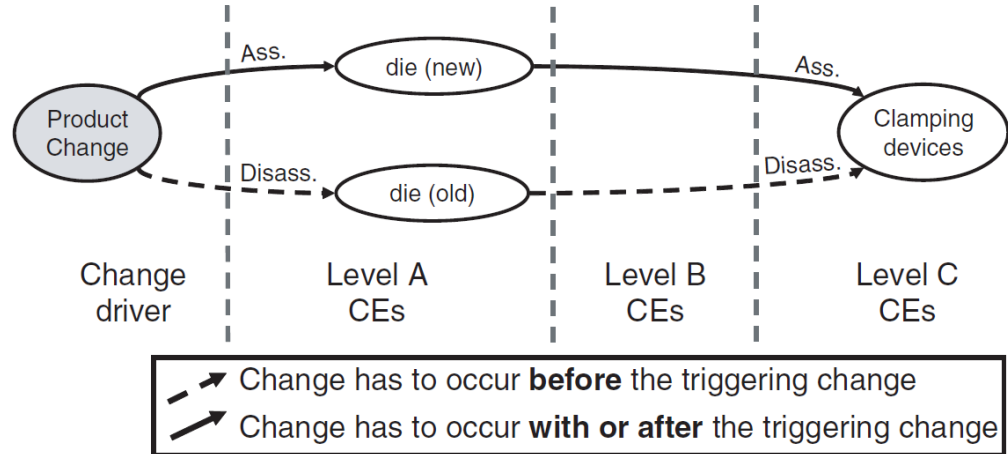 Ass.
die (new)
Ass.
Product
Change
Clamping
devices
Disass.
die (old)
Disass.
Change
driver
Level A
CEs
Level B
CEs
Level C
CEs
Change has to occur before the triggering change
Change has to occur with or after the triggering change